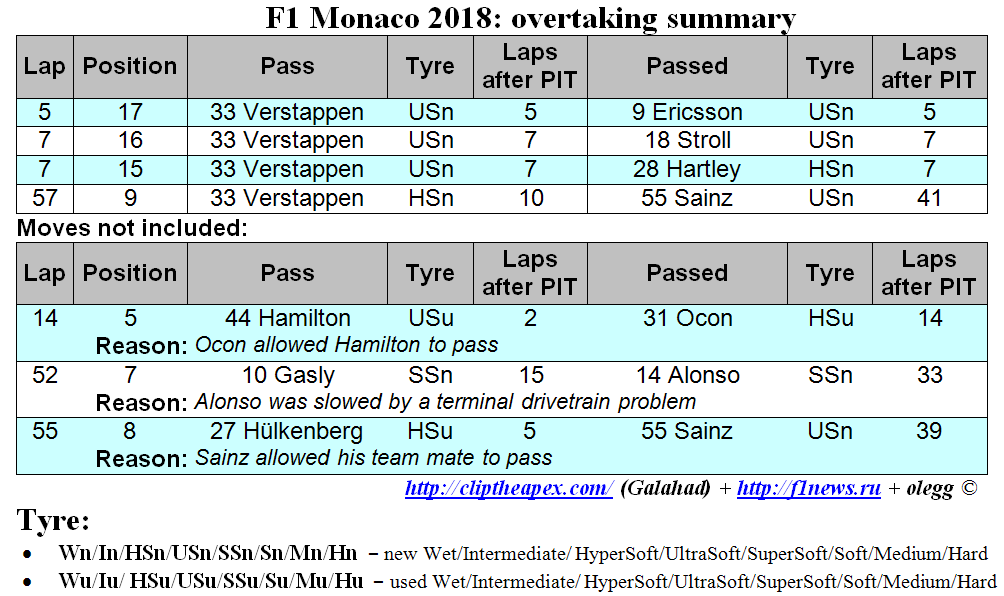 F1 Monaco 2018: overtaking summary
Lap Position Pass Tyre Laps after PIT Passed Tyre Laps after PIT
5 17 33 Verstappen USn 5 9 Ericsson USn 5
7 16 33 Verstappen USn 7 18 Stroll USn 7
7 15 33 Verstappen USn 7 28 Hartley HSn 7
57 9 33 Verstappen HSn 10 55 Sainz USn 41
Moves not included:
Lap Position Pass Tyre Laps after PIT Passed Tyre Laps after PIT
14 5 44 Hamilton USu 2 31 Ocon HSu 14
Reason: Ocon allowed Hamilton to pass
52 7 10 Gasly SSn 15 14 Alonso SSn 33
Reason: Alonso was slowed by a terminal drivetrain problem
55 8 27 Hülkenberg HSu 5 55 Sainz USn 39
Reason: Sainz allowed his team mate to pass
http://cliptheapex.com/ (Galahad) + http://f1news.ru + olegg ©
Tyre:
• Wn/In/HSn/USn/SSn/Sn/Mn/Hn – new Wet/Intermediate/ HyperSoft/UltraSoft/SuperSoft/Soft/Medium/Hard
• Wu/Iu/ HSu/USu/SSu/Su/Mu/Hu – used Wet/Intermediate/ HyperSoft/UltraSoft/SuperSoft/Soft/Medium/Hard